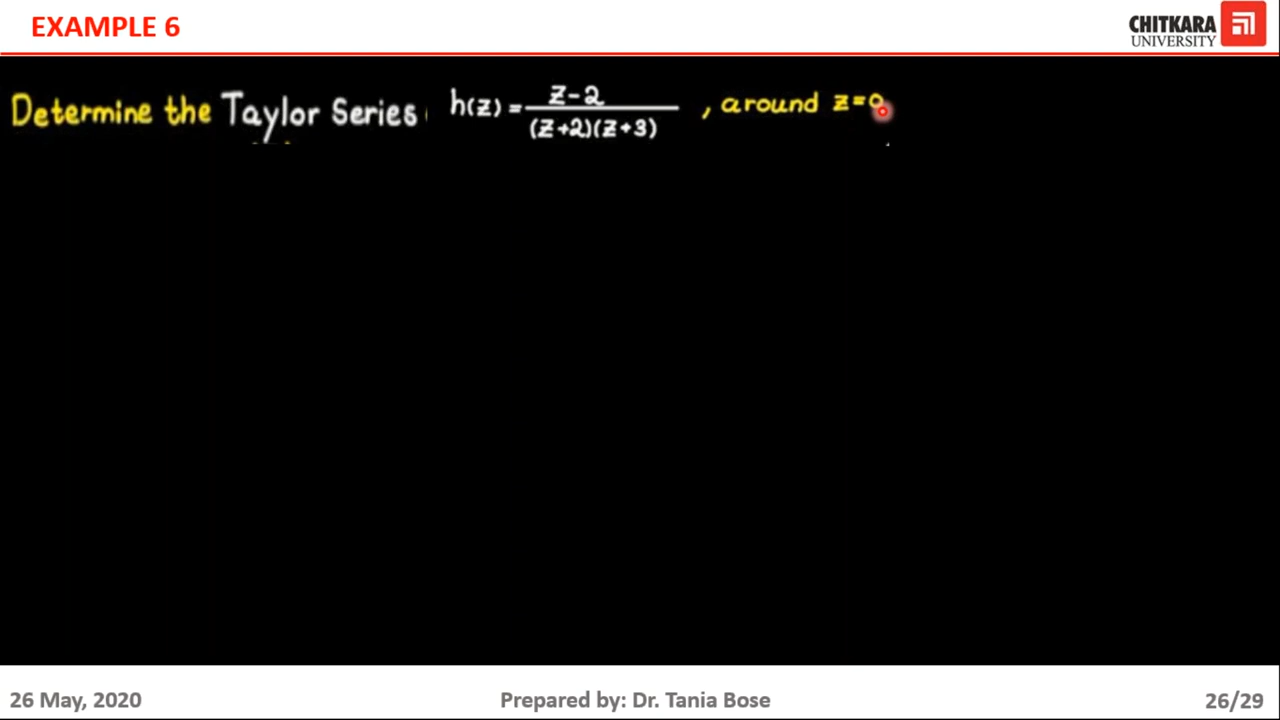 EXAMPLE 6
CHITKARA
UNIVERSITY
Determine the Taylor Series h(z) = z-2 / (z+2)(z+3) , around z=0
26 May, 2020
Prepared by: Dr. Tania Bose
26/29